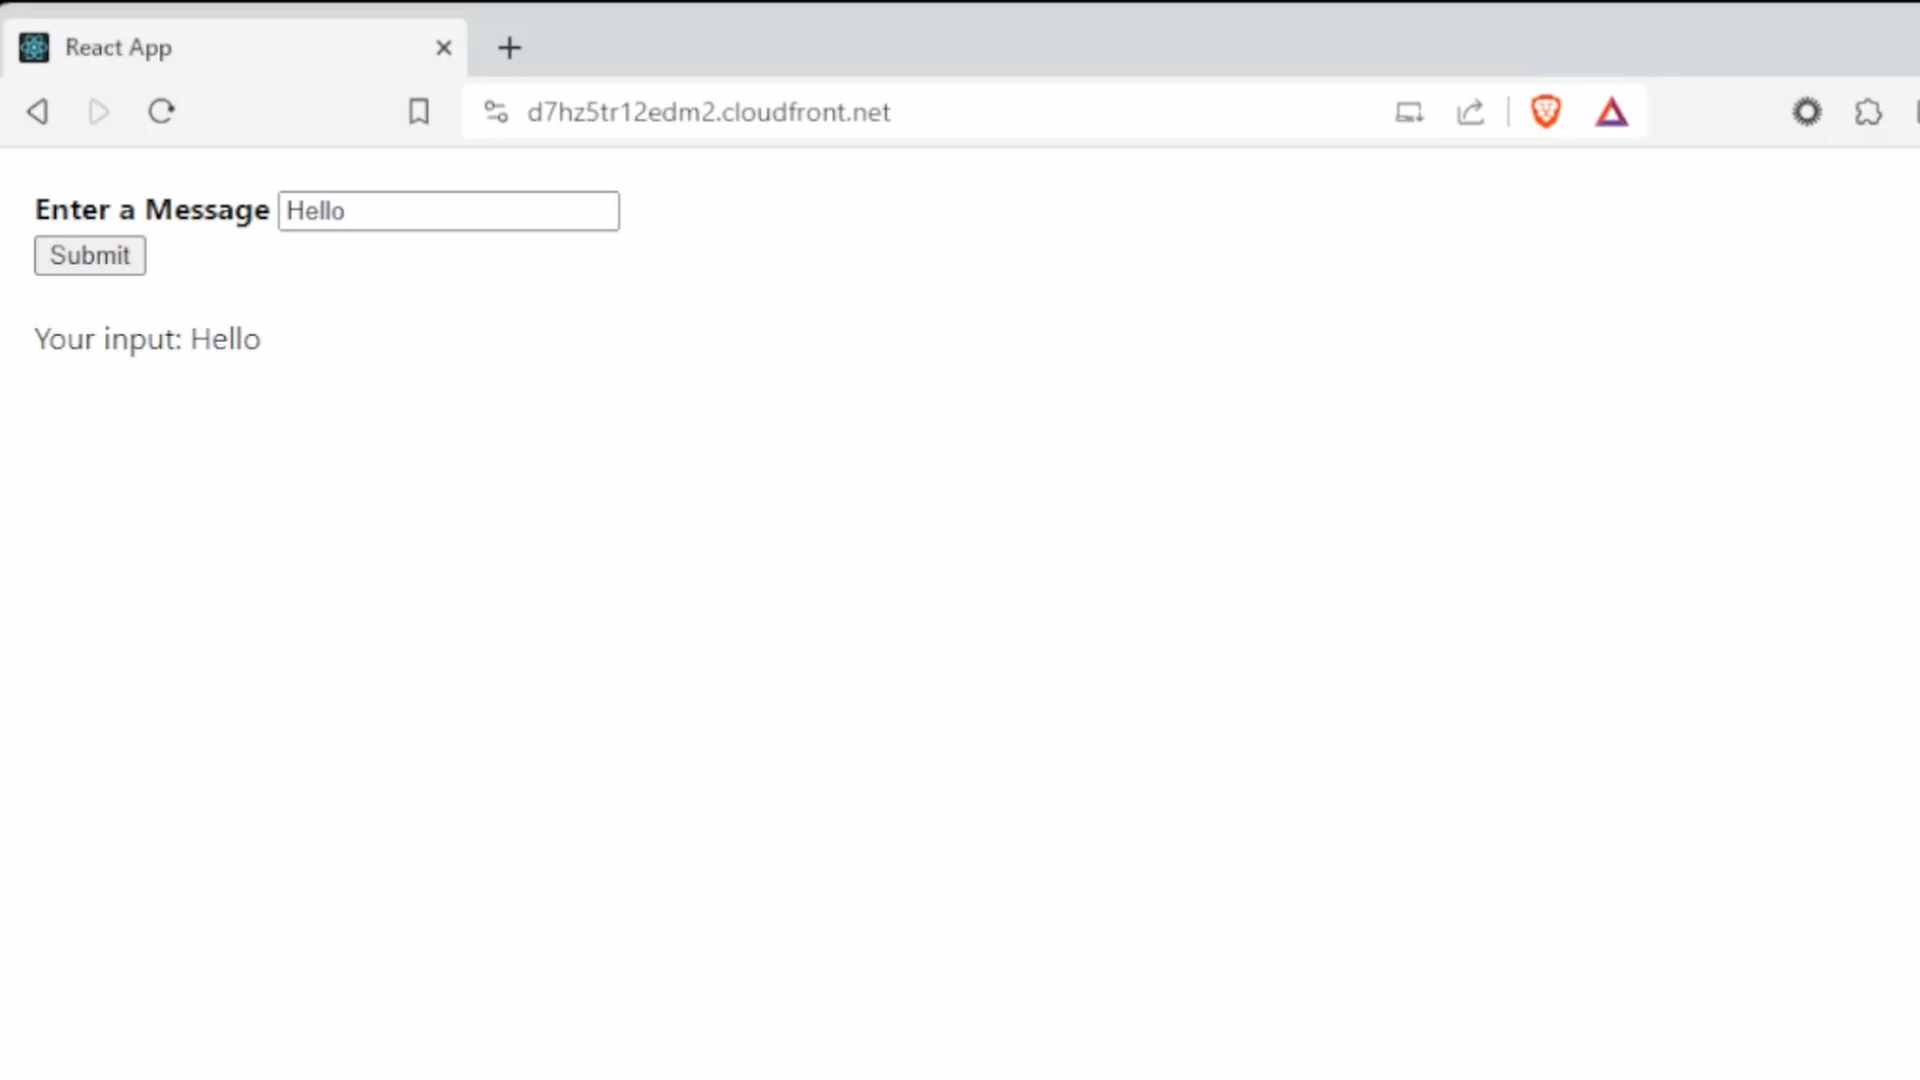 React App
d7hz5tr12edm2.cloudfront.net
Enter a Message Hello
Submit
Your input: Hello